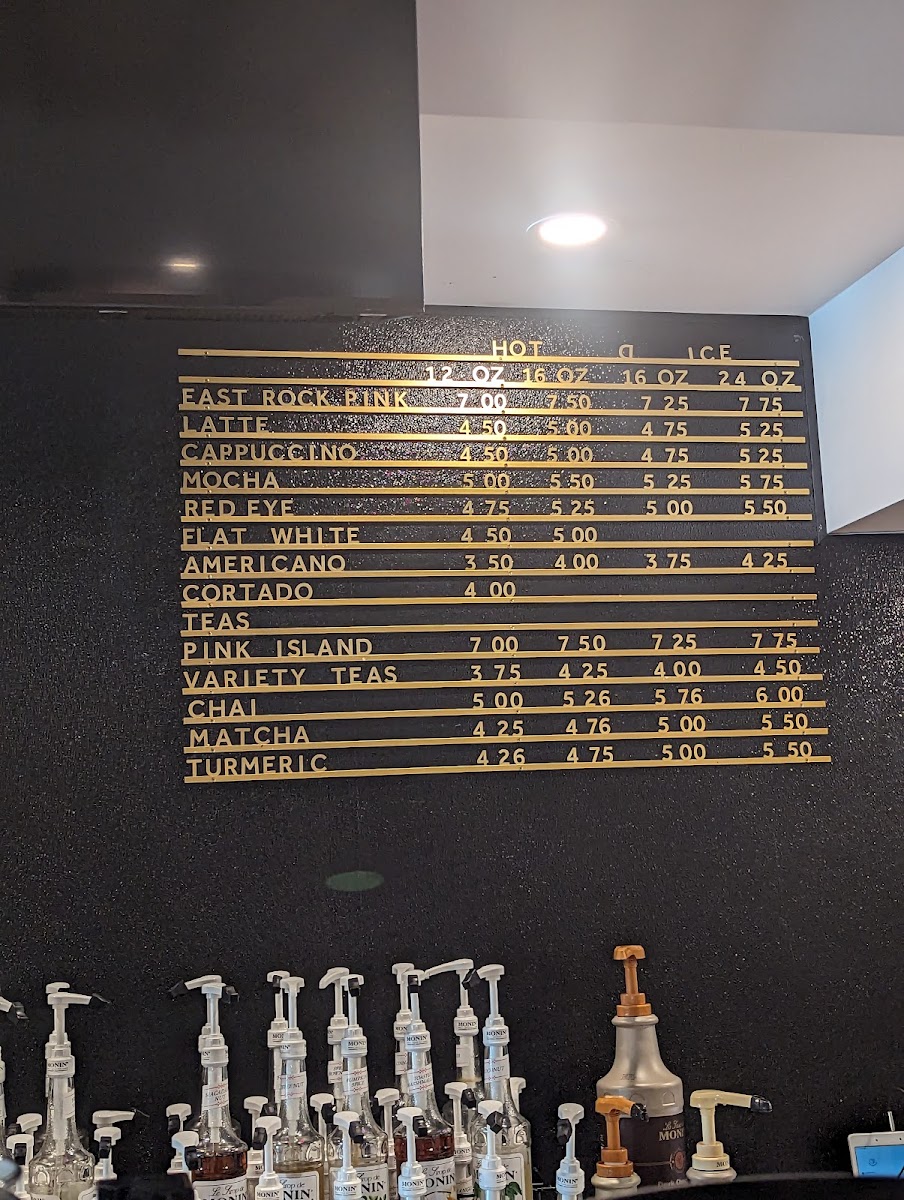 HOT ICE
12 OZ 16 OZ 16 OZ 24 OZ
EAST ROCK PINK 7 00 7 50 7 25 7 75
LATTE 4 50 5 00 4 75 5 25
CAPPUCCINO 4 50 5 00 4 75 5 25
MOCHA 5 00 5 50 5 25 5 75
RED EYE 4 75 5 25 5 00 5 50
FLAT WHITE 4 50 5 00
AMERICANO 3 50 4 00 3 75 4 25
CORTADO 4 00
TEAS
PINK ISLAND 7 00 7 50 7 25 7 75
VARIETY TEAS 3 75 4 25 4 00 4 50
CHAI 5 00 5 26 5 76 6 00
MATCHA 4 25 4 76 5 00 5 50
TURMERIC 4 26 4 75 5 00 5 50
MONIN
MONIN
MONIN
MONIN
MONIN
MONIN